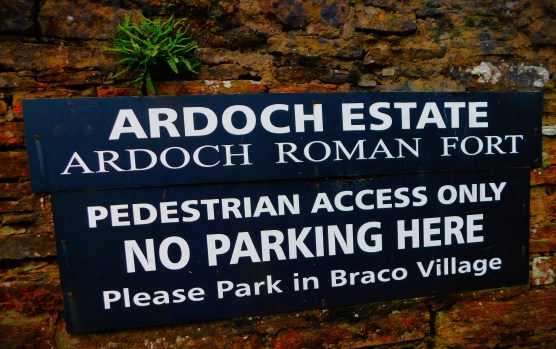 ARDOCH ESTATE
ARDOCH ROMAN FORT
PEDESTRIAN ACCESS ONLY
NO PARKING HERE
Please Park in Braco Village